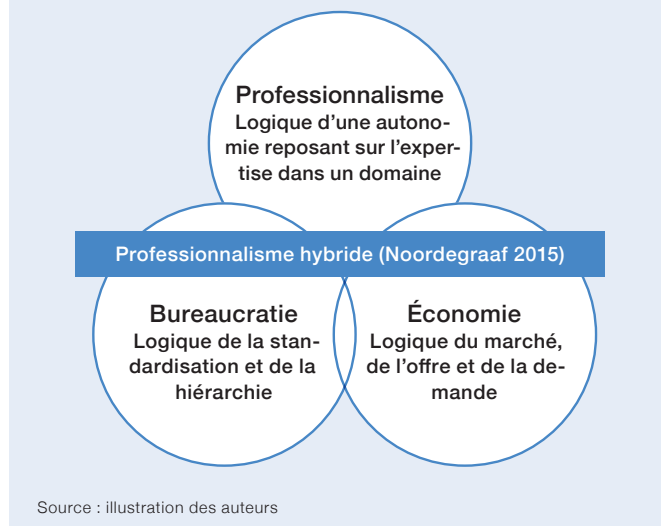 Professionnalisme
Logique d'une autono-
mie reposant sur l'exper-
tise dans un domaine
Professionnalisme hybride (Noordegraaf 2015)
Bureaucratie
Logique de la stan-
dardisation et de la
hiérarchie
Économie
Logique du marché,
de l'offre et de la de-
mande
Source : illustration des auteurs